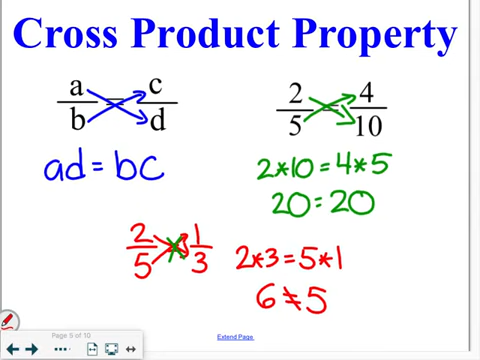 Cross Product Property
a/b = c/d
ad = bc
2/5 = 4/10
2*10 = 4*5
20 = 20
2/5 = 1/3
2*3 = 5*1
6 ≠ 5
Page 5 of 10
Extend Page